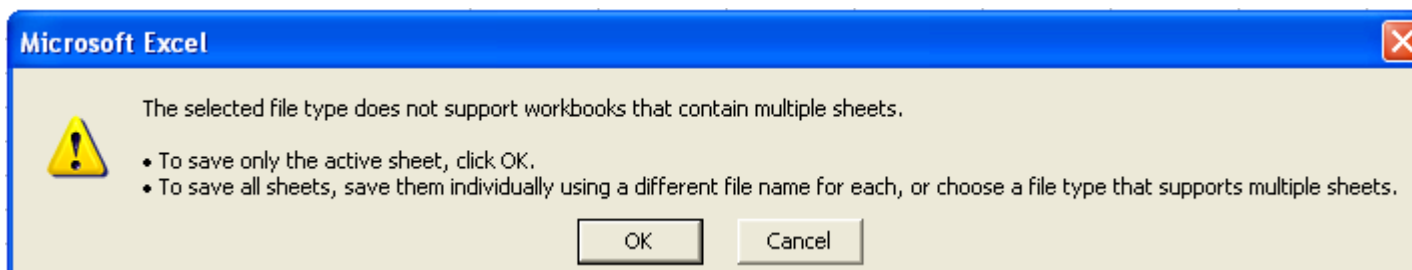 Microsoft Excel
The selected file type does not support workbooks that contain multiple sheets.
• To save only the active sheet, click OK.
• To save all sheets, save them individually using a different file name for each, or choose a file type that supports multiple sheets.
OK Cancel